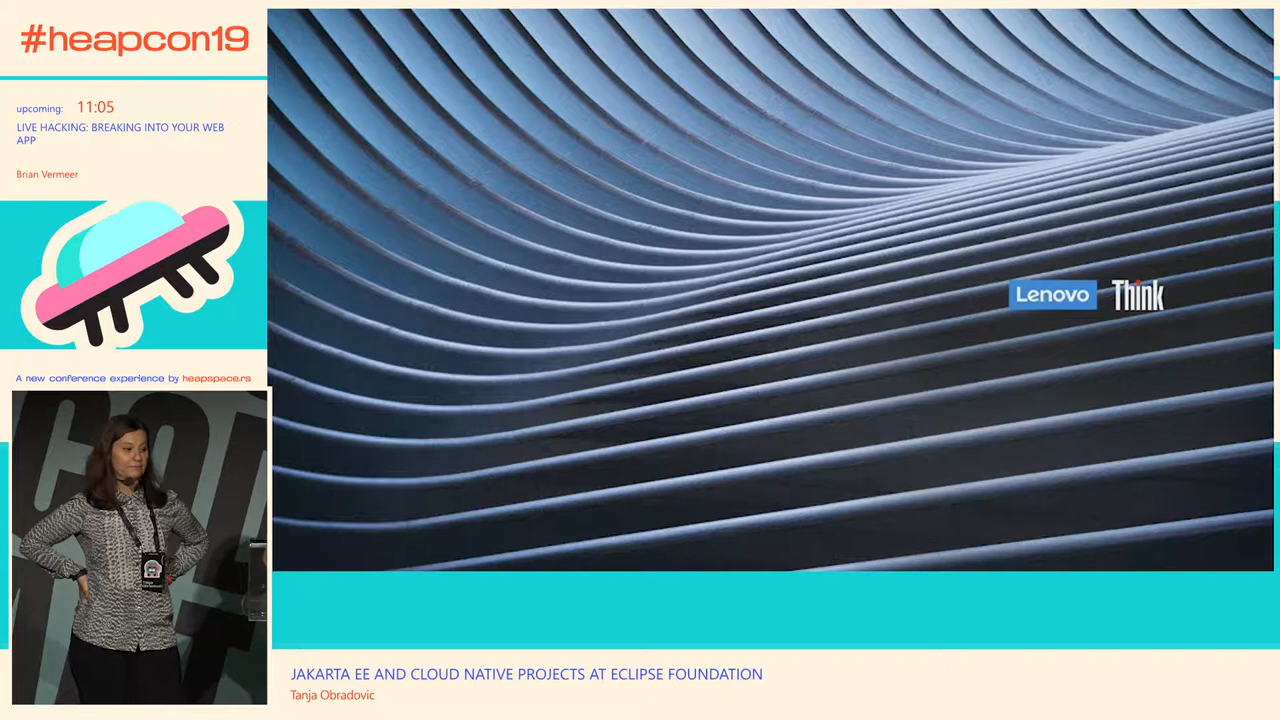 #heapcon19
upcoming: 11:05
LIVE HACKING: BREAKING INTO YOUR WEB
APP
Brian Vermeer
A new conference experience by heapspace.rs
Lenovo Think
JAKARTA EE AND CLOUD NATIVE PROJECTS AT ECLIPSE FOUNDATION
Tanja Obradovic